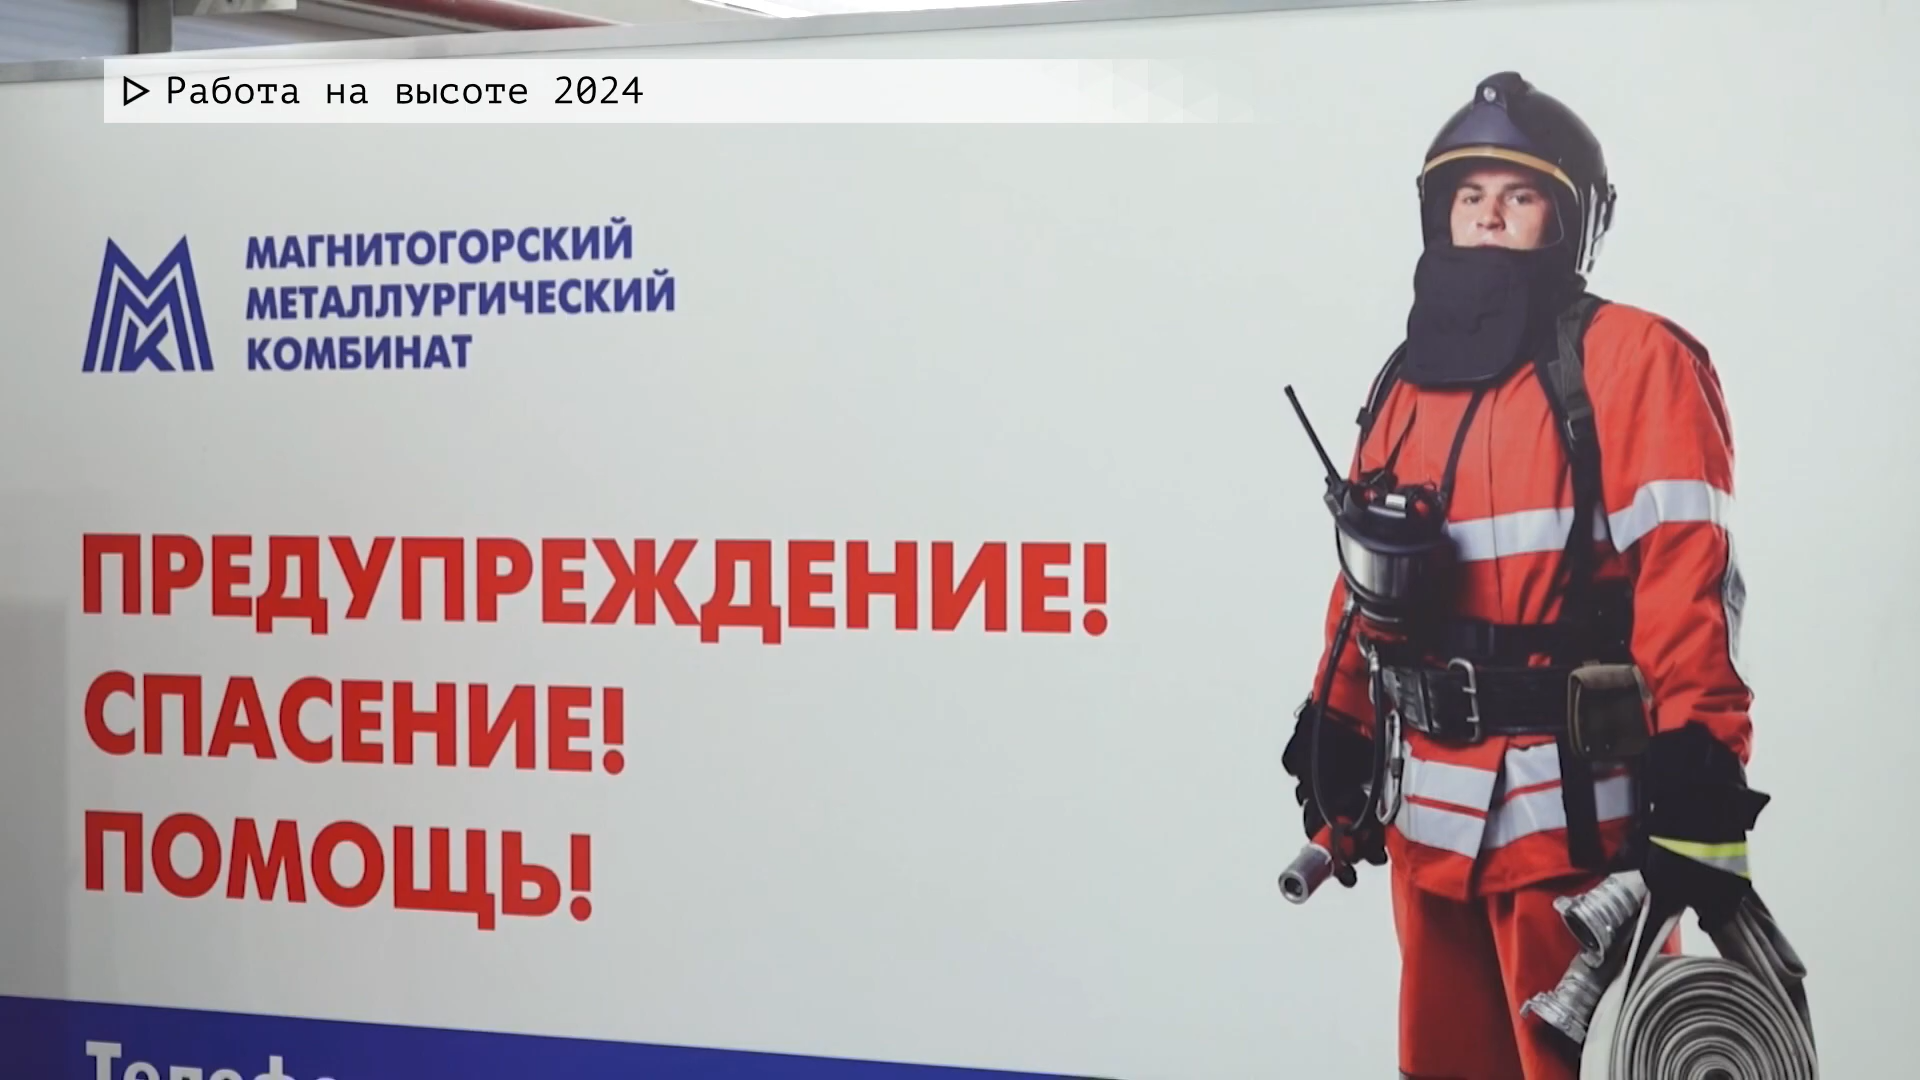 Работа на высоте 2024
МАГНИТОГОРСКИЙ
МЕТАЛЛУРГИЧЕСКИЙ
КОМБИНАТ
ПРЕДУПРЕЖДЕНИЕ!
СПАСЕНИЕ!
ПОМОЩЬ!